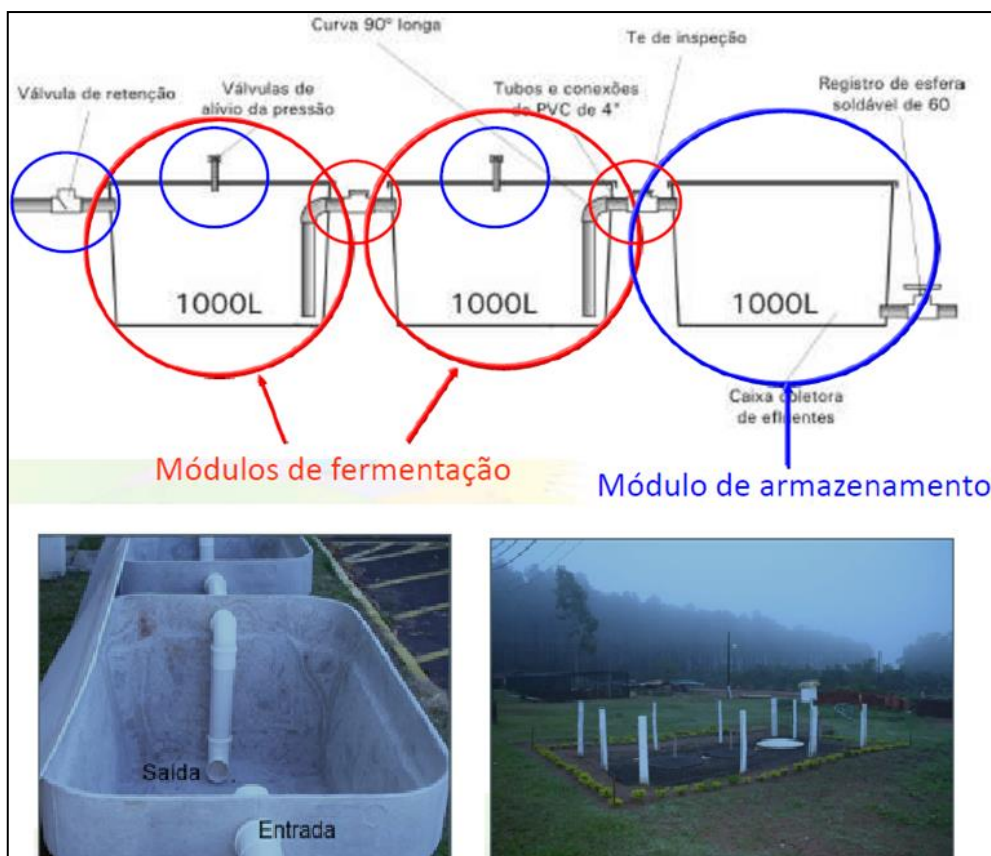 Curva 90º longa
Te de inspeção
Válvula de retenção
Válvulas de
alívio da pressão
Tubos e conexões
de PVC de 4"
Registro de esfera
soldável de 60
1000L
1000L
1000L
Caixa coletora
de efluentes
Módulos de fermentação
Módulo de armazenamento
Saída
Entrada